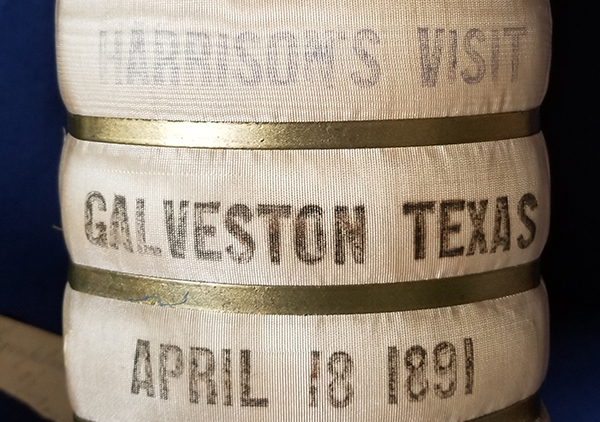 HARRISON'S VISIT
GALVESTON TEXAS
APRIL 18 1891